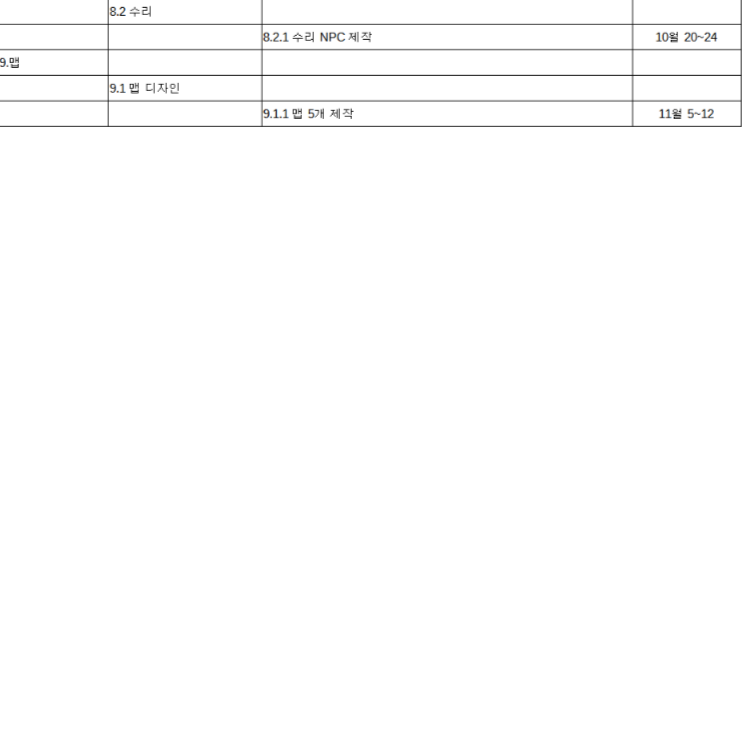 8.2 수리
8.2.1 수리 NPC 제작 10월 20~24
9.맵
9.1 맵 디자인
9.1.1 맵 5개 제작 11월 5~12